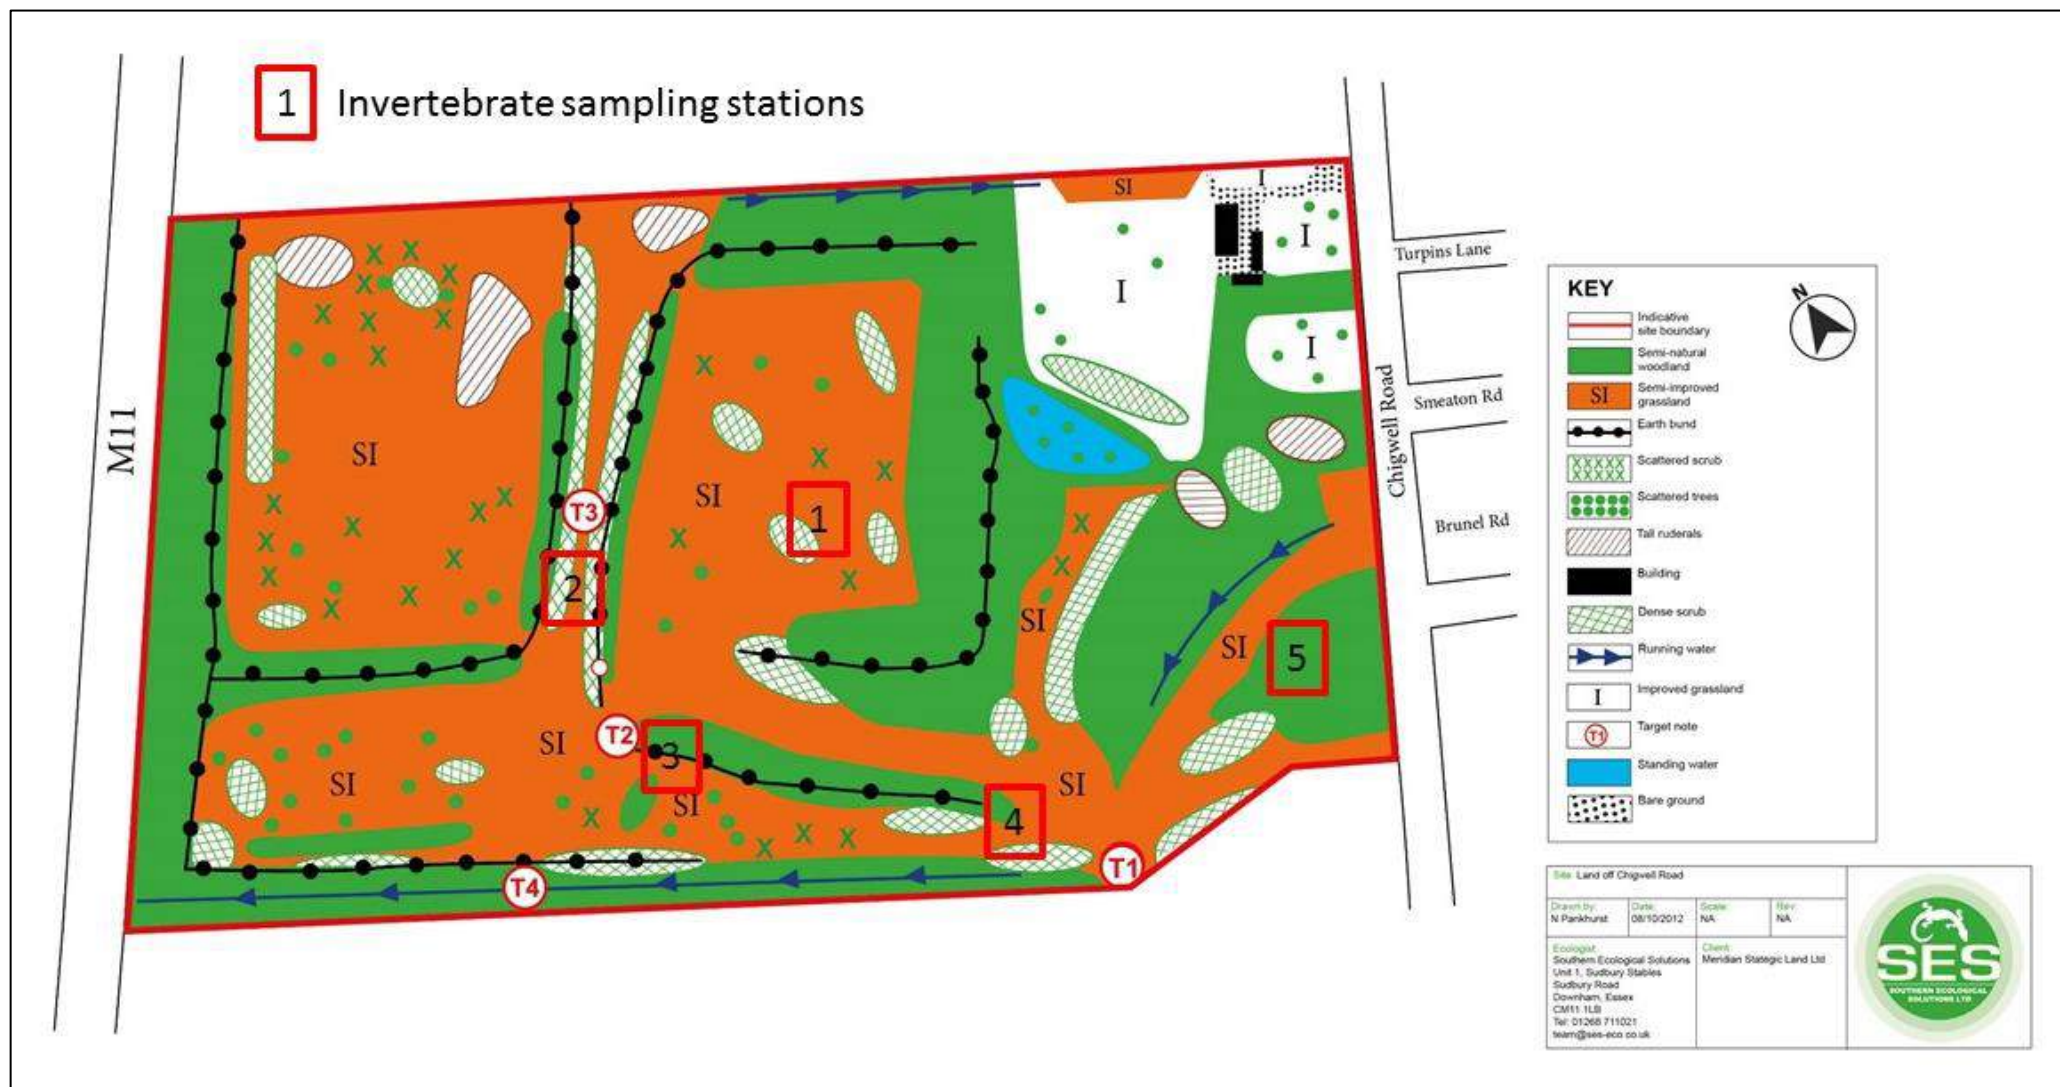 1 Invertebrate sampling stations
SI
I
I
Turpins Lane
I
I
M11
SI
SI
1
T3
2
Chigwell Road
Smeaton Rd
Brunel Rd
SI
SI
5
SI
T2
3
SI
SI
SI
4
T1
T4
KEY
N
Indicative
site boundary
Semi-natural
woodland
SI
Semi-improved
grassland
Earth bund
Scattered scrub
Scattered trees
Tall ruderals
Building
Dense scrub
Running water
I
Improved grassland
T1
Target note
Standing water
Bare ground
Site: Land off Chigwell Road
Drawn by:
N Pankhurst
Date:
08/10/2012
Scale:
NA
Rev:
NA
Ecologist:
Southern Ecological Solutions
Unit 1, Sudbury Stables
Sudbury Road
Downham, Essex
CM11 1LB
Tel: 01268 711021
team@ses-eco.co.uk
Client:
Meridian Stategic Land Ltd
SES
SOUTHERN ECOLOGICAL
SOLUTIONS LTD